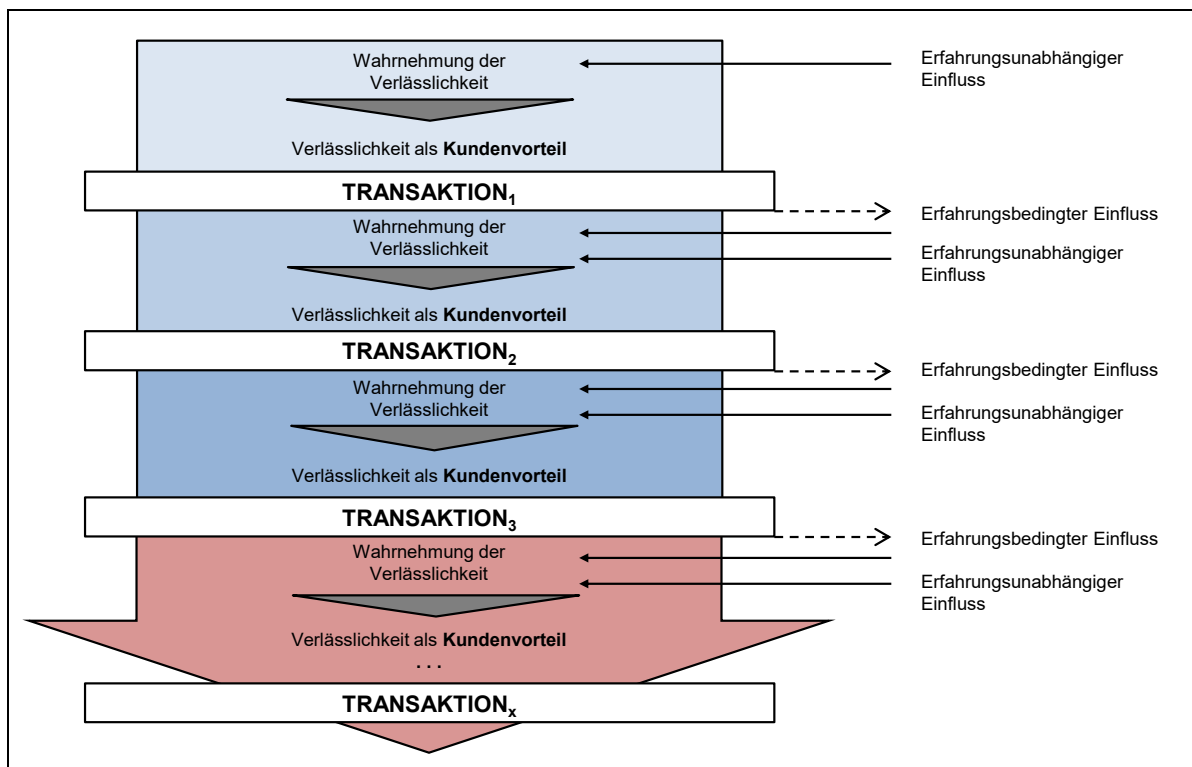 Wahrnehmung der
Verlässlichkeit
Erfahrungsunabhängiger
Einfluss
Verlässlichkeit als Kundenvorteil
TRANSAKTION1
Erfahrungsbedingter Einfluss
Wahrnehmung der
Verlässlichkeit
Erfahrungsunabhängiger
Einfluss
Verlässlichkeit als Kundenvorteil
TRANSAKTION2
Erfahrungsbedingter Einfluss
Wahrnehmung der
Verlässlichkeit
Erfahrungsunabhängiger
Einfluss
Verlässlichkeit als Kundenvorteil
TRANSAKTION3
Erfahrungsbedingter Einfluss
Wahrnehmung der
Verlässlichkeit
Erfahrungsunabhängiger
Einfluss
Verlässlichkeit als Kundenvorteil
. . .
TRANSAKTIONx